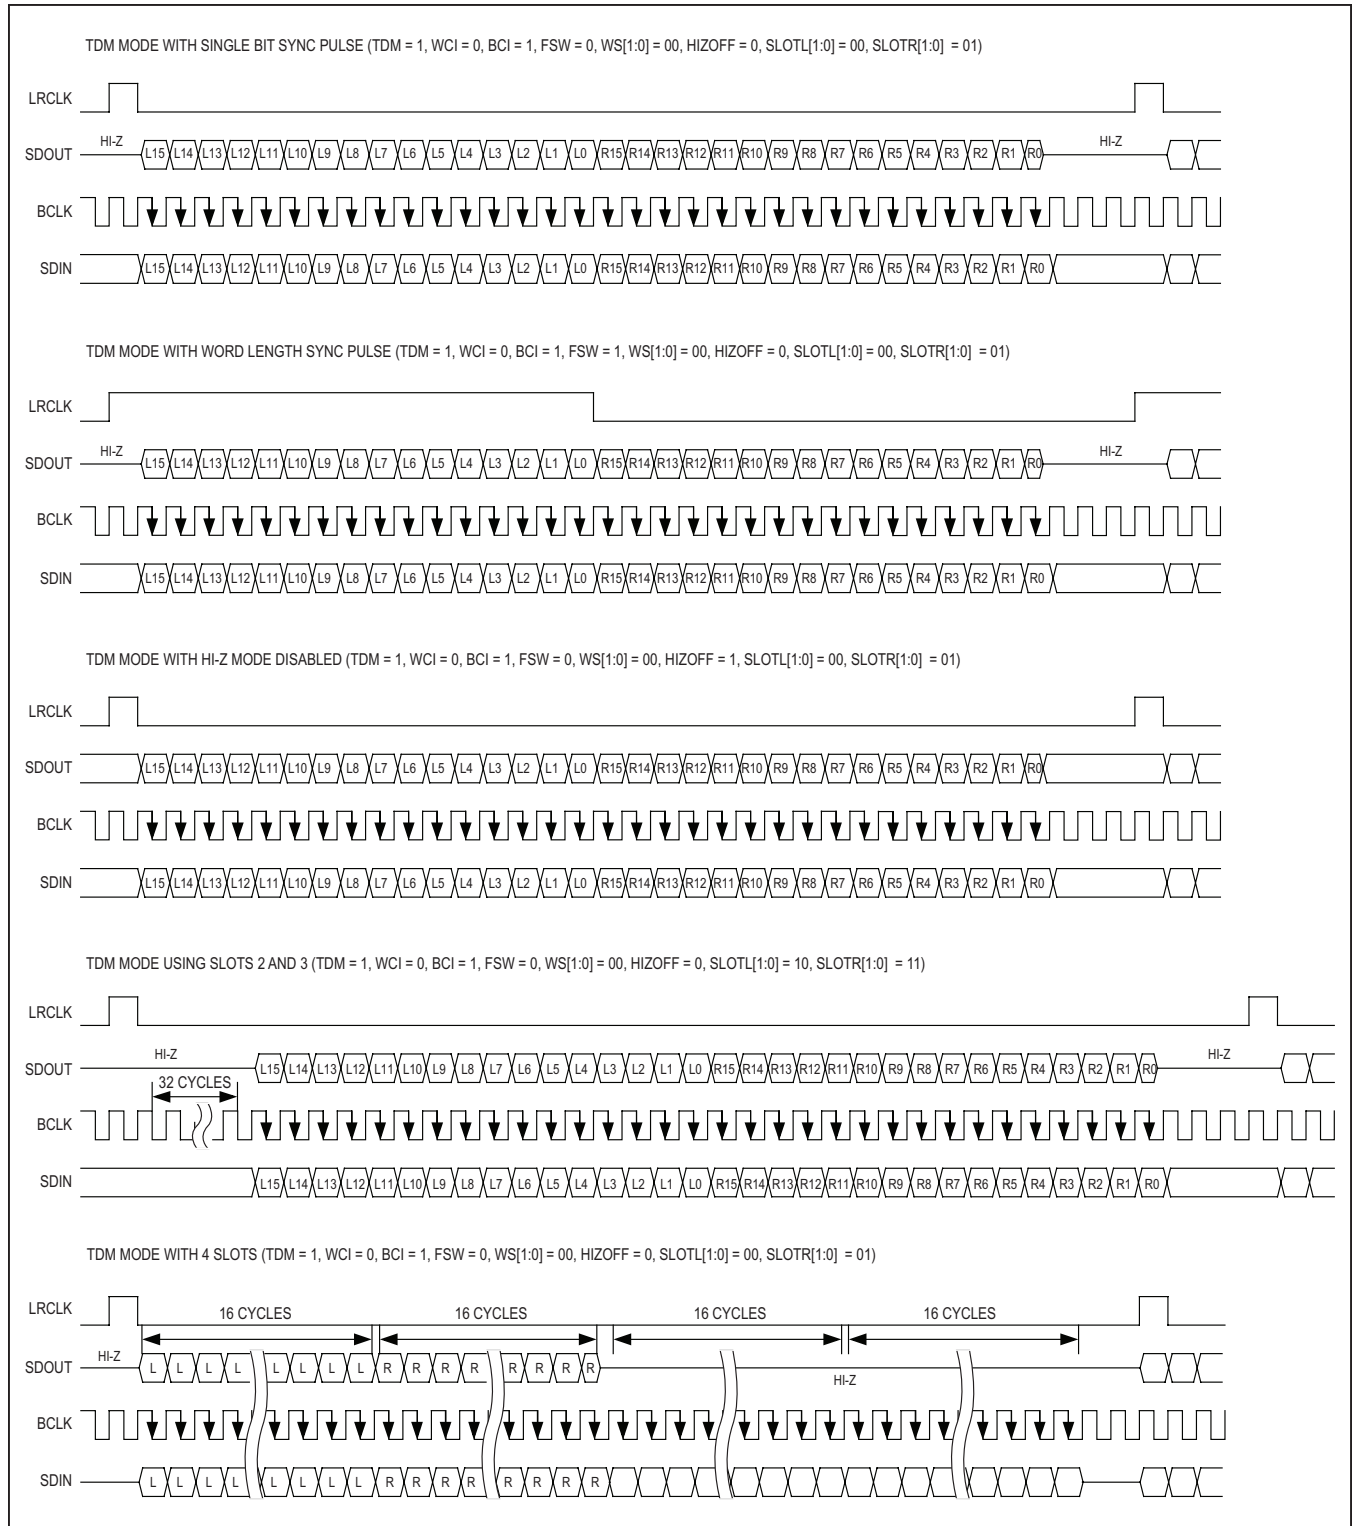 TDM MODE WITH SINGLE BIT SYNC PULSE (TDM = 1, WCI = 0, BCI = 1, FSW = 0, WS[1:0] = 00, HIZOFF = 0, SLOTL[1:0] = 00, SLOTR[1:0] = 01)
LRCLK
HI-Z HI-Z
SDOUT L15 L14 L13 L12 L11 L10 L9 L8 L7 L6 L5 L4 L3 L2 L1 L0 R15 R14 R13 R12 R11 R10 R9 R8 R7 R6 R5 R4 R3 R2 R1 R0
BCLK
SDIN L15 L14 L13 L12 L11 L10 L9 L8 L7 L6 L5 L4 L3 L2 L1 L0 R15 R14 R13 R12 R11 R10 R9 R8 R7 R6 R5 R4 R3 R2 R1 R0
TDM MODE WITH WORD LENGTH SYNC PULSE (TDM = 1, WCI = 0, BCI = 1, FSW = 1, WS[1:0] = 00, HIZOFF = 0, SLOTL[1:0] = 00, SLOTR[1:0] = 01)
LRCLK
HI-Z HI-Z
SDOUT L15 L14 L13 L12 L11 L10 L9 L8 L7 L6 L5 L4 L3 L2 L1 L0 R15 R14 R13 R12 R11 R10 R9 R8 R7 R6 R5 R4 R3 R2 R1 R0
BCLK
SDIN L15 L14 L13 L12 L11 L10 L9 L8 L7 L6 L5 L4 L3 L2 L1 L0 R15 R14 R13 R12 R11 R10 R9 R8 R7 R6 R5 R4 R3 R2 R1 R0
TDM MODE WITH HI-Z MODE DISABLED (TDM = 1, WCI = 0, BCI = 1, FSW = 0, WS[1:0] = 00, HIZOFF = 1, SLOTL[1:0] = 00, SLOTR[1:0] = 01)
LRCLK
SDOUT L15 L14 L13 L12 L11 L10 L9 L8 L7 L6 L5 L4 L3 L2 L1 L0 R15 R14 R13 R12 R11 R10 R9 R8 R7 R6 R5 R4 R3 R2 R1 R0
BCLK
SDIN L15 L14 L13 L12 L11 L10 L9 L8 L7 L6 L5 L4 L3 L2 L1 L0 R15 R14 R13 R12 R11 R10 R9 R8 R7 R6 R5 R4 R3 R2 R1 R0
TDM MODE USING SLOTS 2 AND 3 (TDM = 1, WCI = 0, BCI = 1, FSW = 0, WS[1:0] = 00, HIZOFF = 0, SLOTL[1:0] = 10, SLOTR[1:0] = 11)
LRCLK
HI-Z HI-Z
SDOUT L15 L14 L13 L12 L11 L10 L9 L8 L7 L6 L5 L4 L3 L2 L1 L0 R15 R14 R13 R12 R11 R10 R9 R8 R7 R6 R5 R4 R3 R2 R1 R0
32 CYCLES
BCLK
SDIN L15 L14 L13 L12 L11 L10 L9 L8 L7 L6 L5 L4 L3 L2 L1 L0 R15 R14 R13 R12 R11 R10 R9 R8 R7 R6 R5 R4 R3 R2 R1 R0
TDM MODE WITH 4 SLOTS (TDM = 1, WCI = 0, BCI = 1, FSW = 0, WS[1:0] = 00, HIZOFF = 0, SLOTL[1:0] = 00, SLOTR[1:0] = 01)
LRCLK 16 CYCLES 16 CYCLES 16 CYCLES 16 CYCLES
HI-Z
SDOUT L L L L L L L L R R R R R R R R
HI-Z
BCLK
SDIN L L L L L L L L R R R R R R R R